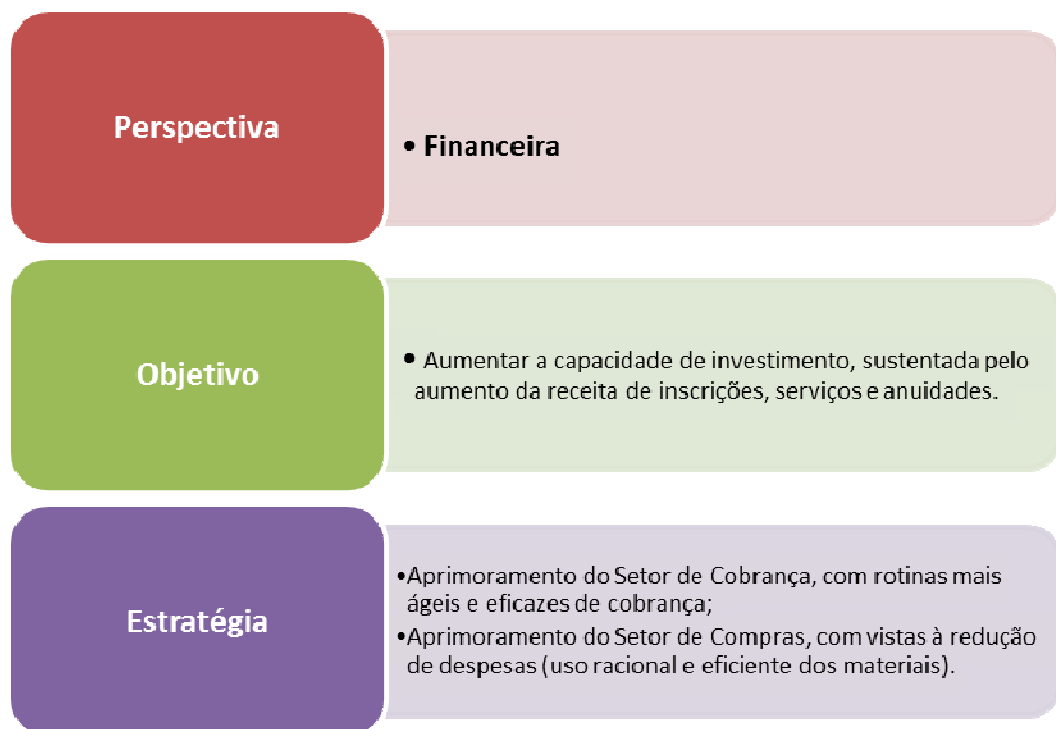 Perspectiva
• Financeira
Objetivo
• Aumentar a capacidade de investimento, sustentada pelo
aumento da receita de inscrições, serviços e anuidades.
Estratégia
•Aprimoramento do Setor de Cobrança, com rotinas mais
ágeis e eficazes de cobrança;
•Aprimoramento do Setor de Compras, com vistas à redução
de despesas (uso racional e eficiente dos materiais).